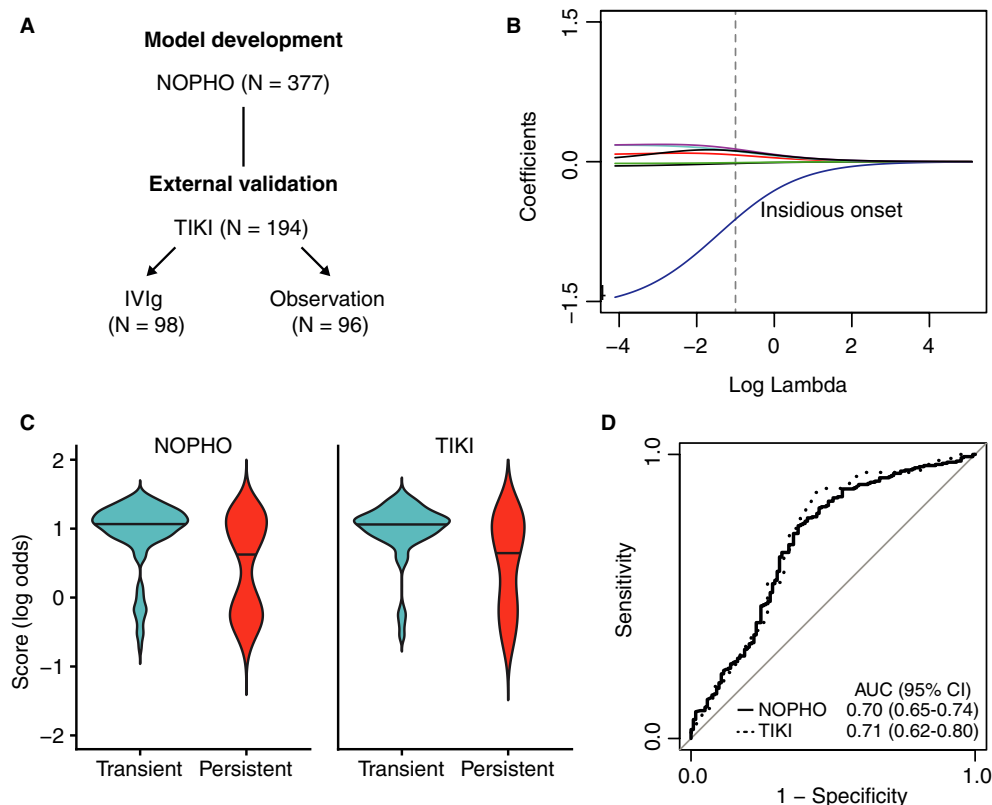 A
Model development
NOPHO (N = 377)
External validation
TIKI (N = 194)
IVIg
(N = 98)
Observation
(N = 96)
B
1.5
0.0
−1.5
Coefficients
Insidious onset
−4 −2 0 2 4
Log Lambda
C
NOPHO TIKI
2
1
0
−1
−2
Score (log odds)
Transient Persistent Transient Persistent
D
1.0
0.0
Sensitivity
AUC (95% CI)
NOPHO 0.70 (0.65-0.74)
TIKI 0.71 (0.62-0.80)
0.0 1.0
1 − Specificity